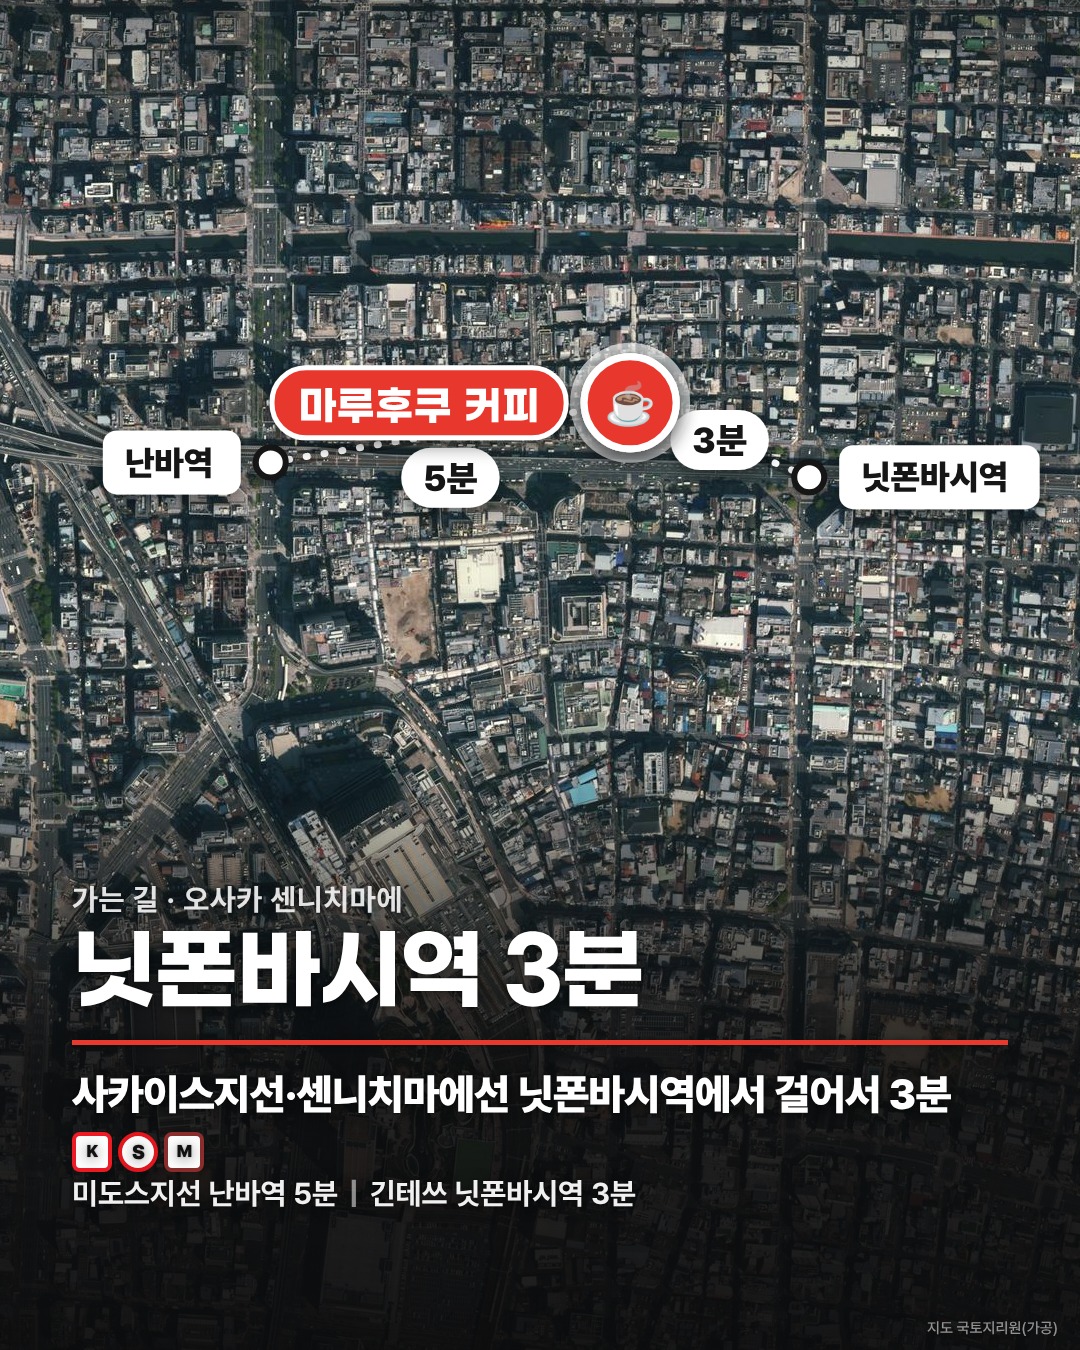 마루후쿠 커피
3분
난바역
5분
닛폰바시역
가는 길 · 오사카 센니치마에
닛폰바시역 3분
사카이스지선·센니치마에선 닛폰바시역에서 걸어서 3분
K S M
미도스지선 난바역 5분 | 긴테쓰 닛폰바시역 3분
지도 국토지리원(가공)